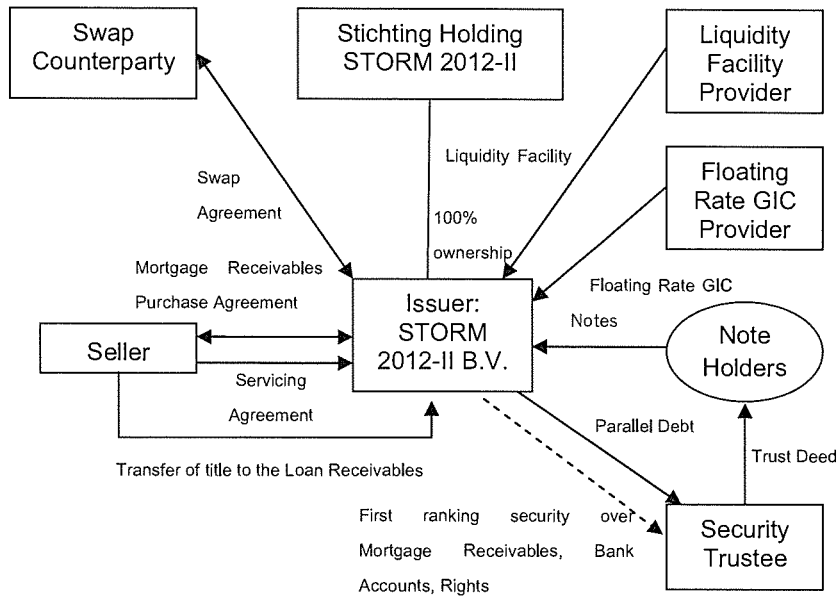 Swap
Counterparty
Stichting Holding
STORM 2012-II
Liquidity
Facility
Provider
Liquidity Facility
Swap
Agreement
100%
ownership
Floating
Rate GIC
Provider
Mortgage Receivables
Purchase Agreement
Issuer:
STORM
2012-II B.V.
Floating Rate GIC
Notes
Note
Holders
Seller
Servicing
Agreement
Parallel Debt
Trust Deed
Transfer of title to the Loan Receivables
First ranking security over
Mortgage Receivables, Bank
Accounts, Rights
Security
Trustee